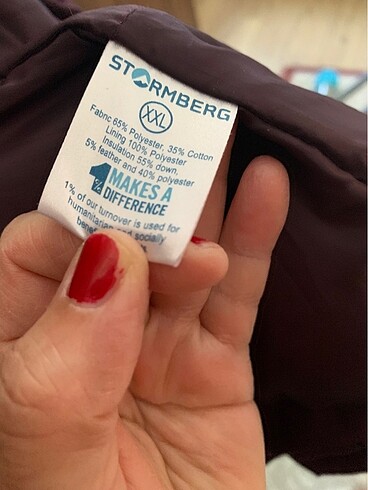 STORMBERG
XXL
Fabric 65% Polyester, 35% Cotton
Lining 100% Polyester
Insulation 55% down,
5% feather and 40% polyester
1% MAKES A
DIFFERENCE
1% of our turnover is used for
humanitarian and socially